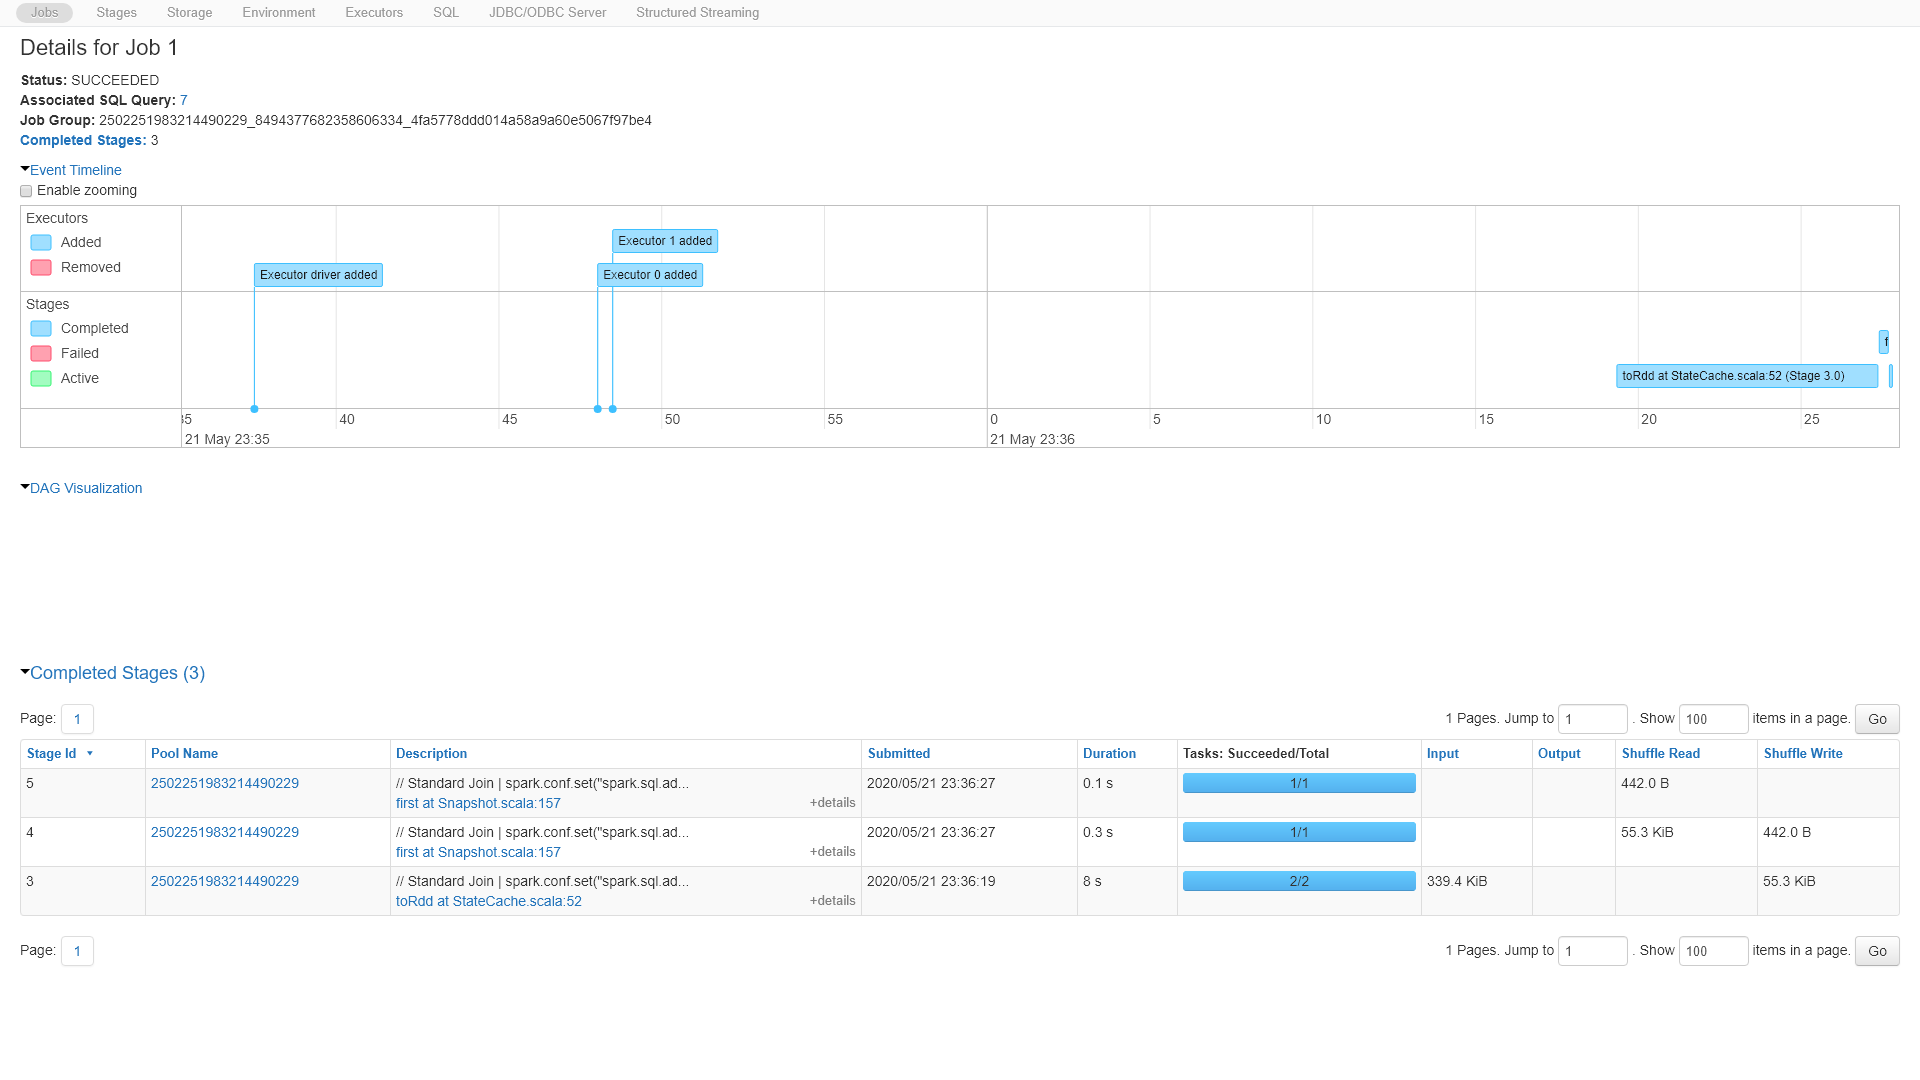 Jobs Stages Storage Environment Executors SQL JDBC/ODBC Server Structured Streaming
Details for Job 1
Status: SUCCEEDED
Associated SQL Query: 7
Job Group: 2502251983214490229_8494377682358606334_4fa5778ddd014a58a9a60e5067f97be4
Completed Stages: 3
Event Timeline
Enable zooming
Executors
Added
Removed
Executor driver added
Executor 1 added
Executor 0 added
Stages
Completed
Failed
Active
f
toRdd at StateCache.scala:52 (Stage 3.0)
35 40 45 50 55 0 5 10 15 20 25
21 May 23:35 21 May 23:36
DAG Visualization
Completed Stages (3)
Page: 1 1 Pages. Jump to 1 . Show 100 items in a page. Go
Stage Id Pool Name Description Submitted Duration Tasks: Succeeded/Total Input Output Shuffle Read Shuffle Write
5 2502251983214490229 // Standard Join | spark.conf.set("spark.sql.ad... 2020/05/21 23:36:27 0.1 s 1/1 442.0 B
first at Snapshot.scala:157 +details
4 2502251983214490229 // Standard Join | spark.conf.set("spark.sql.ad... 2020/05/21 23:36:27 0.3 s 1/1 55.3 KiB 442.0 B
first at Snapshot.scala:157 +details
3 2502251983214490229 // Standard Join | spark.conf.set("spark.sql.ad... 2020/05/21 23:36:19 8 s 2/2 339.4 KiB 55.3 KiB
toRdd at StateCache.scala:52 +details
Page: 1 1 Pages. Jump to 1 . Show 100 items in a page. Go